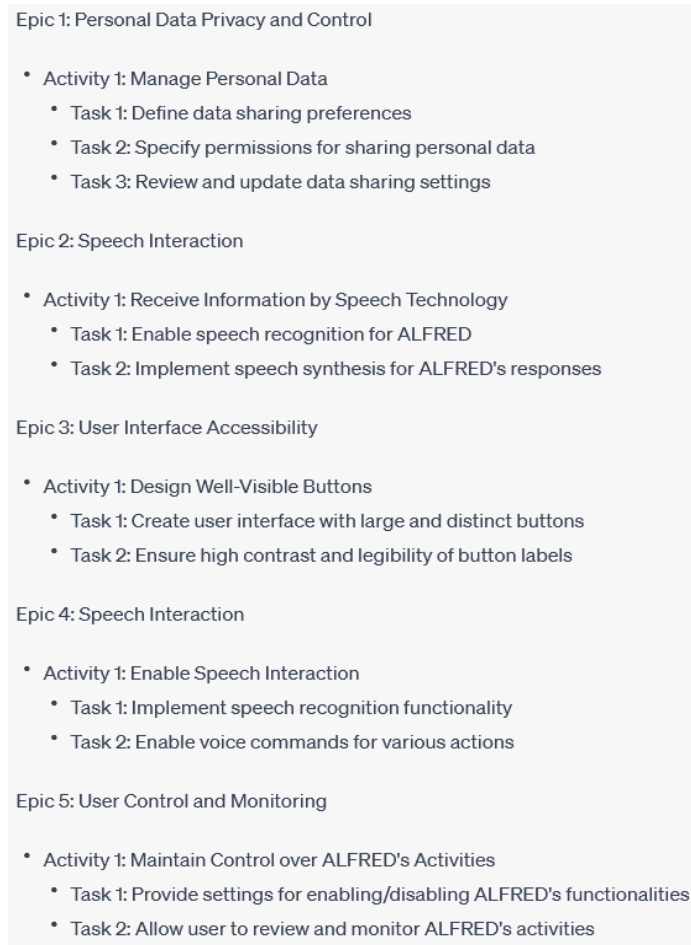 Epic 1: Personal Data Privacy and Control
• Activity 1: Manage Personal Data
• Task 1: Define data sharing preferences
• Task 2: Specify permissions for sharing personal data
• Task 3: Review and update data sharing settings
Epic 2: Speech Interaction
• Activity 1: Receive Information by Speech Technology
• Task 1: Enable speech recognition for ALFRED
• Task 2: Implement speech synthesis for ALFRED's responses
Epic 3: User Interface Accessibility
• Activity 1: Design Well-Visible Buttons
• Task 1: Create user interface with large and distinct buttons
• Task 2: Ensure high contrast and legibility of button labels
Epic 4: Speech Interaction
• Activity 1: Enable Speech Interaction
• Task 1: Implement speech recognition functionality
• Task 2: Enable voice commands for various actions
Epic 5: User Control and Monitoring
• Activity 1: Maintain Control over ALFRED's Activities
• Task 1: Provide settings for enabling/disabling ALFRED's functionalities
• Task 2: Allow user to review and monitor ALFRED's activities